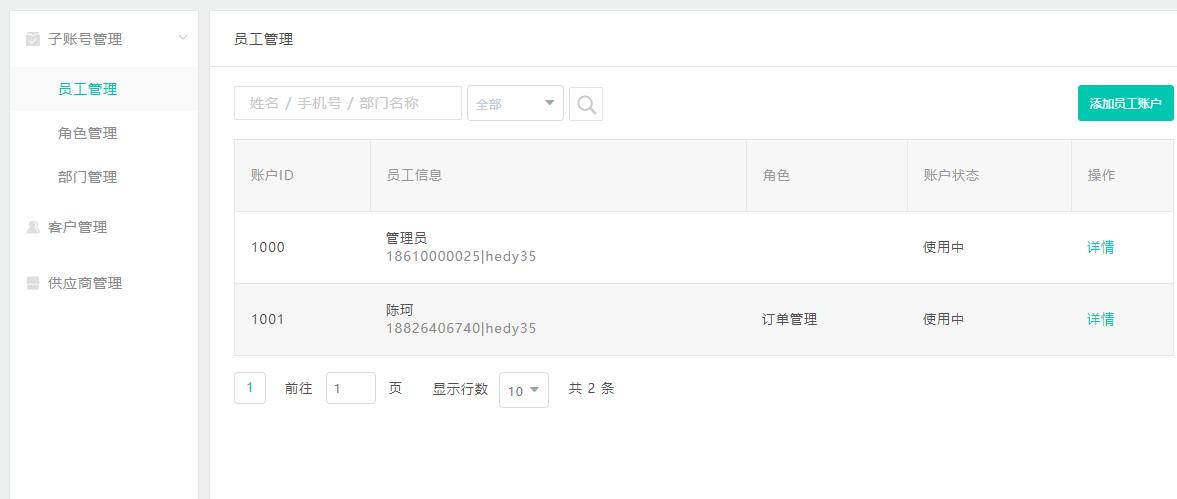 子账号管理
员工管理
角色管理
部门管理
客户管理
供应商管理
员工管理
姓名 / 手机号 / 部门名称
全部
添加员工账户
账户ID 员工信息 角色 账户状态 操作
1000 管理员 使用中 详情
18610000025|hedy35
1001 陈珂 订单管理 使用中 详情
18826406740|hedy35
1 前往 1 页 显示行数 10 共 2 条